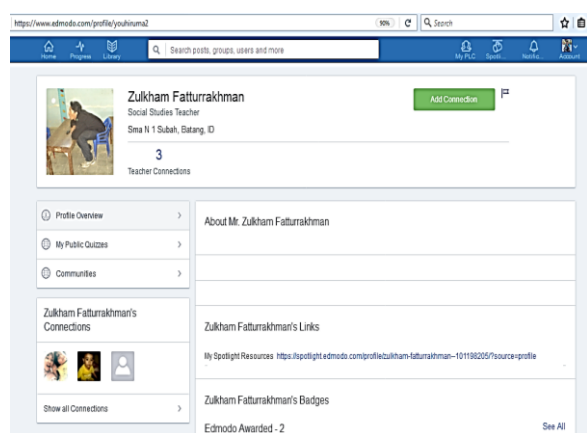 https://www.edmodo.com/profile/youhiruma2
90%
Search
Home Progress Library
Search posts, groups, users and more
My PLC Spotli... Notific... Account
Zulkham Fatturrakhman
Social Studies Teacher
Sma N 1 Subah, Batang, ID
3
Teacher Connections
Add Connection
Profile Overview
My Public Quizzes
Communities
Zulkham Fatturrakhman's
Connections
Show all Connections
About Mr. Zulkham Fatturrakhman
Zulkham Fatturrakhman's Links
My Spotlight Resources https://spotlight.edmodo.com/profile/zulkham-fatturrakhman--101198205/?source=profile
Zulkham Fatturrakhman's Badges
Edmodo Awarded - 2
See All